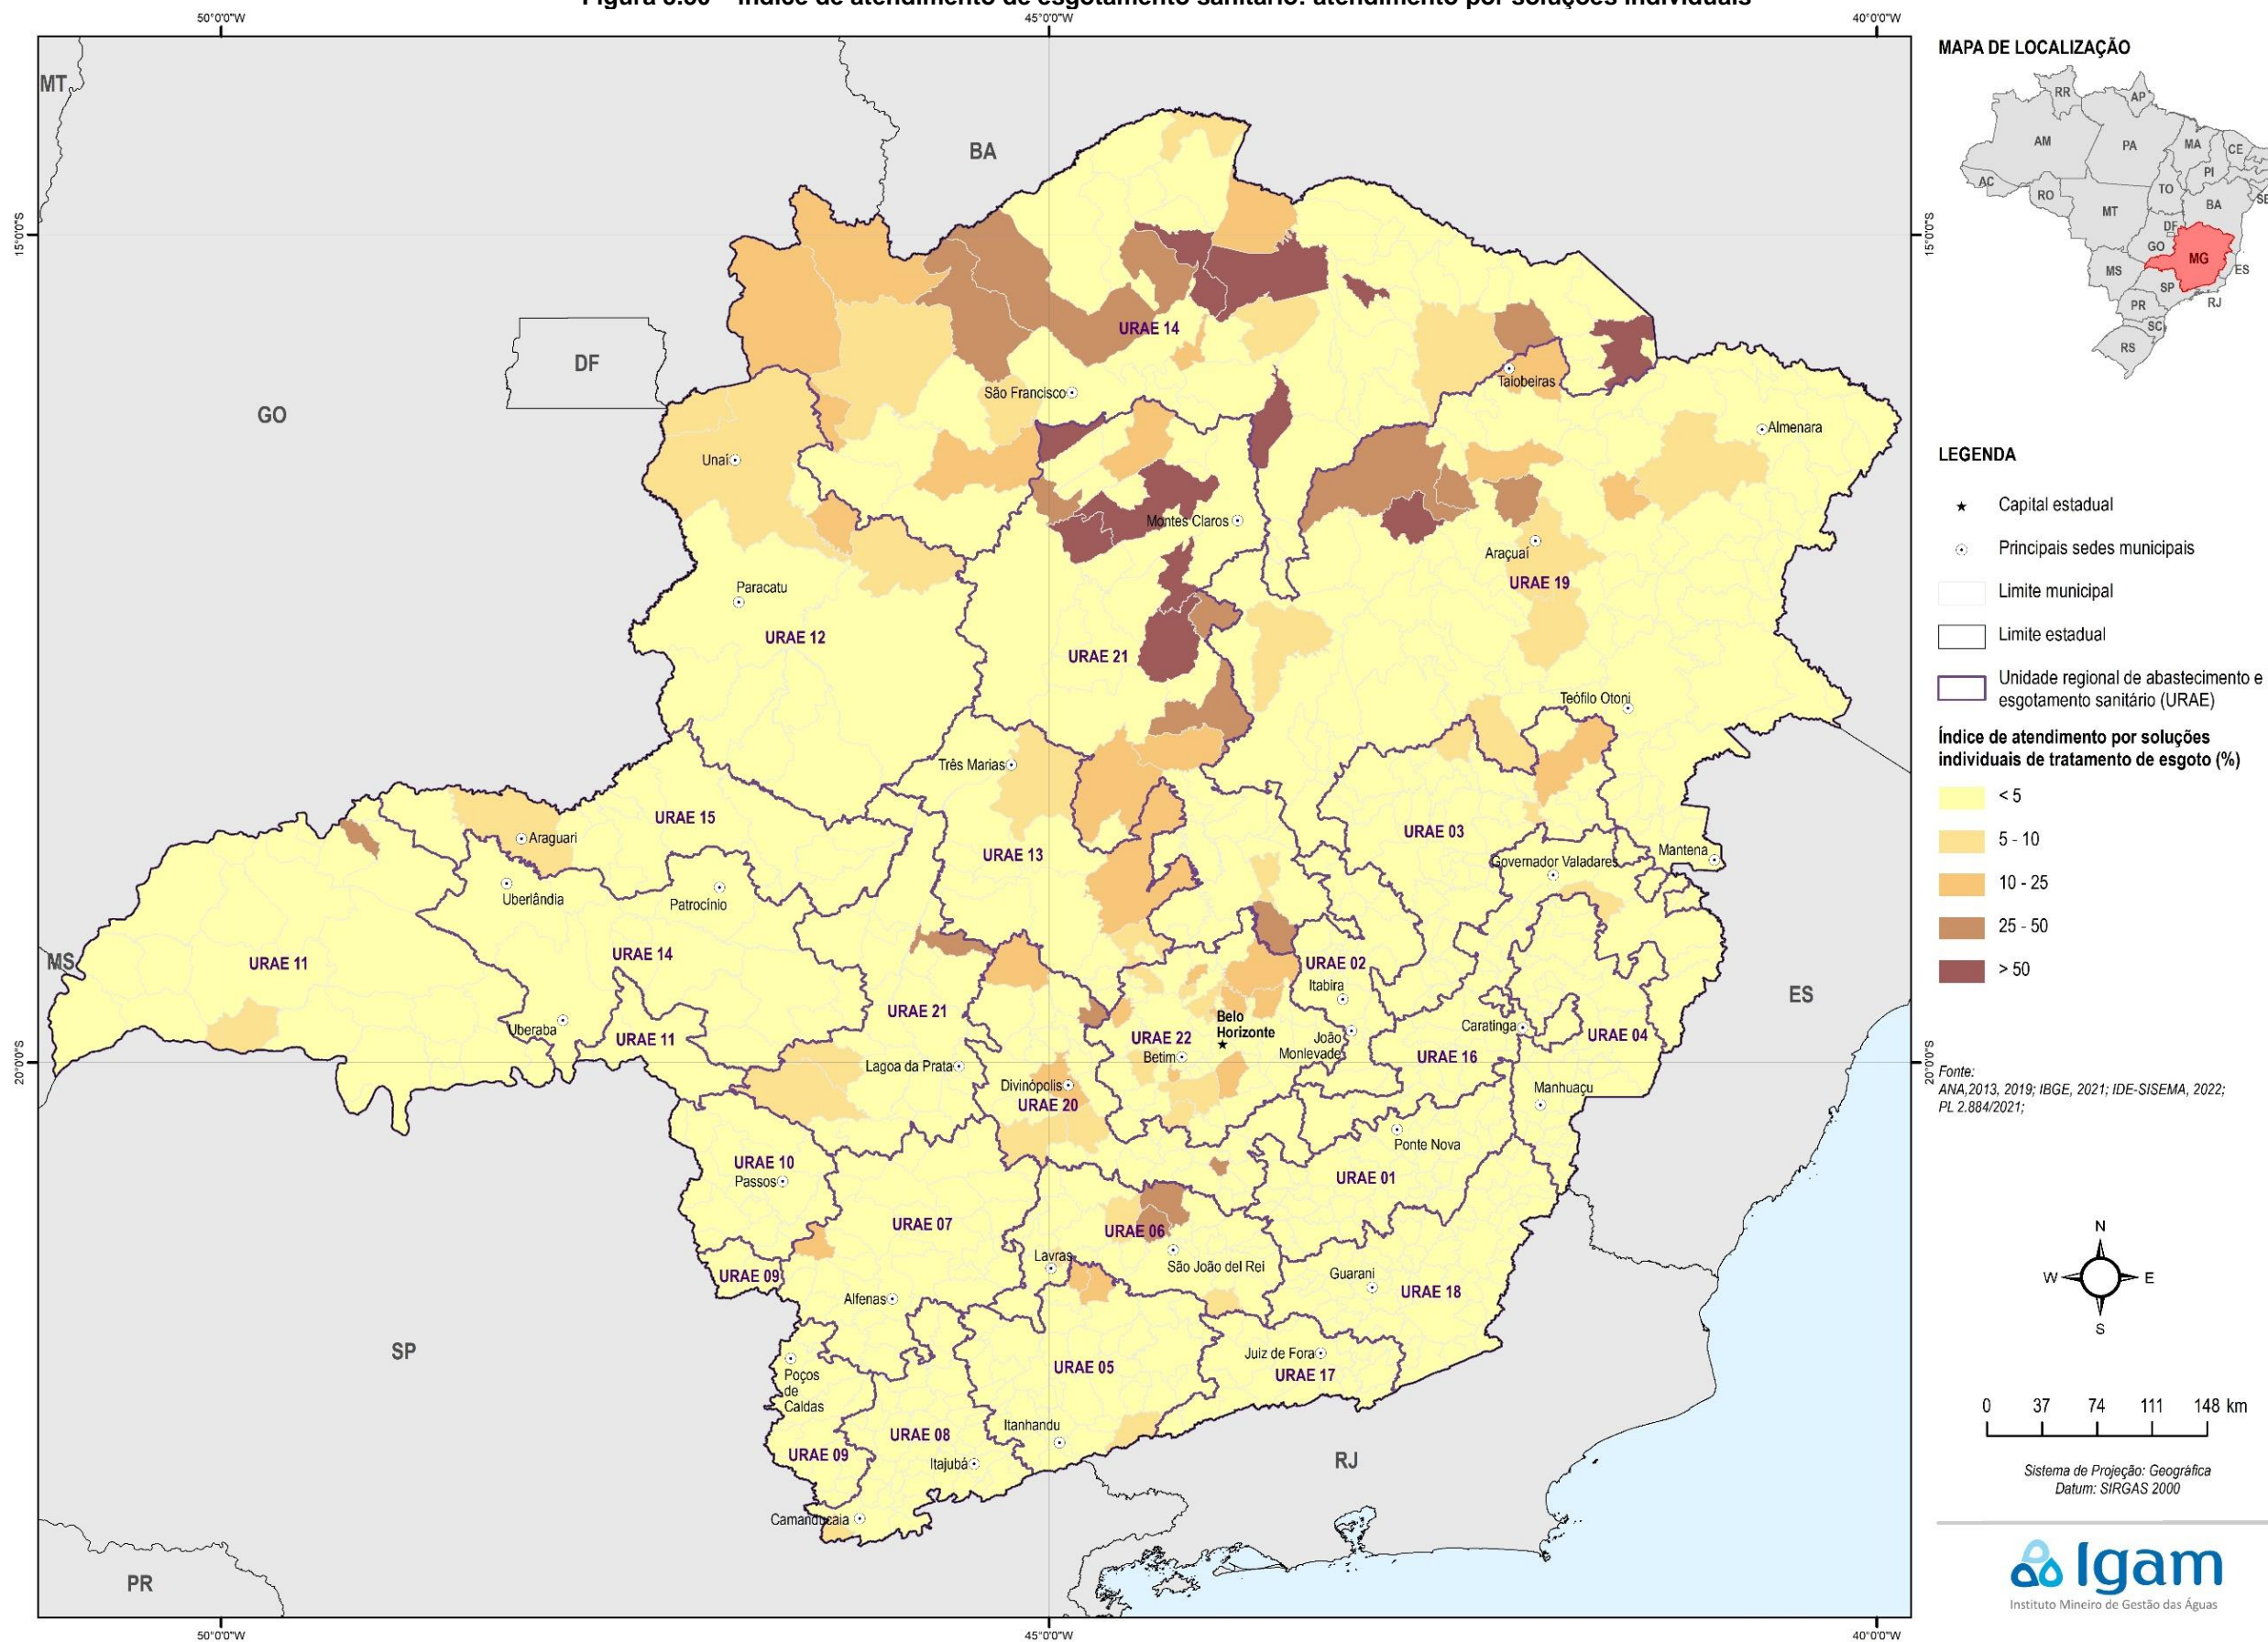 Figura 5.50 – Índice de atendimento de esgotamento sanitário: atendimento por soluções individuais
50°0'0"W
45°0'0"W
40°0'0"W
MT
BA
15°0'0"S
15°0'0"S
URAE 14
DF
GO
São Francisco
Taiobeiras
Almenara
Unaí
Montes Claros
Araçuaí
URAE 19
Paracatu
URAE 12
URAE 21
Teófilo Otoni
Três Marias
URAE 15
URAE 03
Araguari
URAE 13
Mantena
Governador Valadares
Uberlândia
Patrocínio
URAE 14
MS
URAE 11
URAE 02
Itabira
ES
URAE 21
Belo
Horizonte
Uberaba
URAE 11
URAE 22
João
Monlevade
Caratinga
URAE 04
Betim
URAE 16
20°0'0"S
20°0'0"S
Lagoa da Prata
Divinópolis
URAE 20
Manhuaçu
Ponte Nova
URAE 10
Passos
URAE 01
URAE 07
URAE 06
Lavras
São João del Rei
URAE 09
Guarani
URAE 18
Alfenas
SP
Juiz de Fora
URAE 05
URAE 17
Poços
de
Caldas
Itanhandu
URAE 08
URAE 09
Itajubá
RJ
Camanducaia
PR
50°0'0"W
45°0'0"W
40°0'0"W
MAPA DE LOCALIZAÇÃO
RR
AP
AM
PA
MA
CE
AC
RO
TO
PI
MT
BA
SE
DF
GO
MG
MS
ES
SP
RJ
PR
SC
RS
LEGENDA
Capital estadual
Principais sedes municipais
Limite municipal
Limite estadual
Unidade regional de abastecimento e
esgotamento sanitário (URAE)
Índice de atendimento por soluções
individuais de tratamento de esgoto (%)
< 5
5 - 10
10 - 25
25 - 50
> 50
Fonte:
ANA,2013, 2019; IBGE, 2021; IDE-SISEMA, 2022;
PL 2.884/2021;
N
W
E
S
0 37 74 111 148 km
Sistema de Projeção: Geográfica
Datum: SIRGAS 2000
Igam
Instituto Mineiro de Gestão das Águas